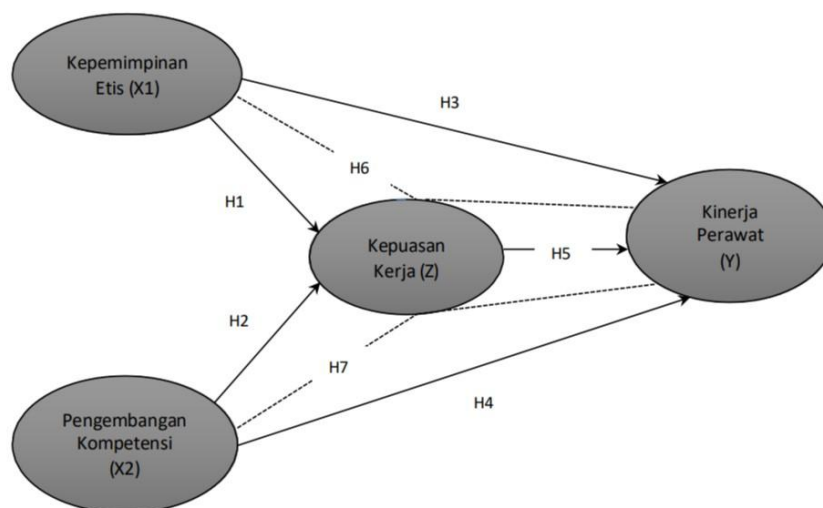 Kepemimpinan
Etis (X1)
H3
H6
H1
Kinerja
Perawat
(Y)
Kepuasan
Kerja (Z)
H5
H2
H7
H4
Pengembangan
Kompetensi
(X2)